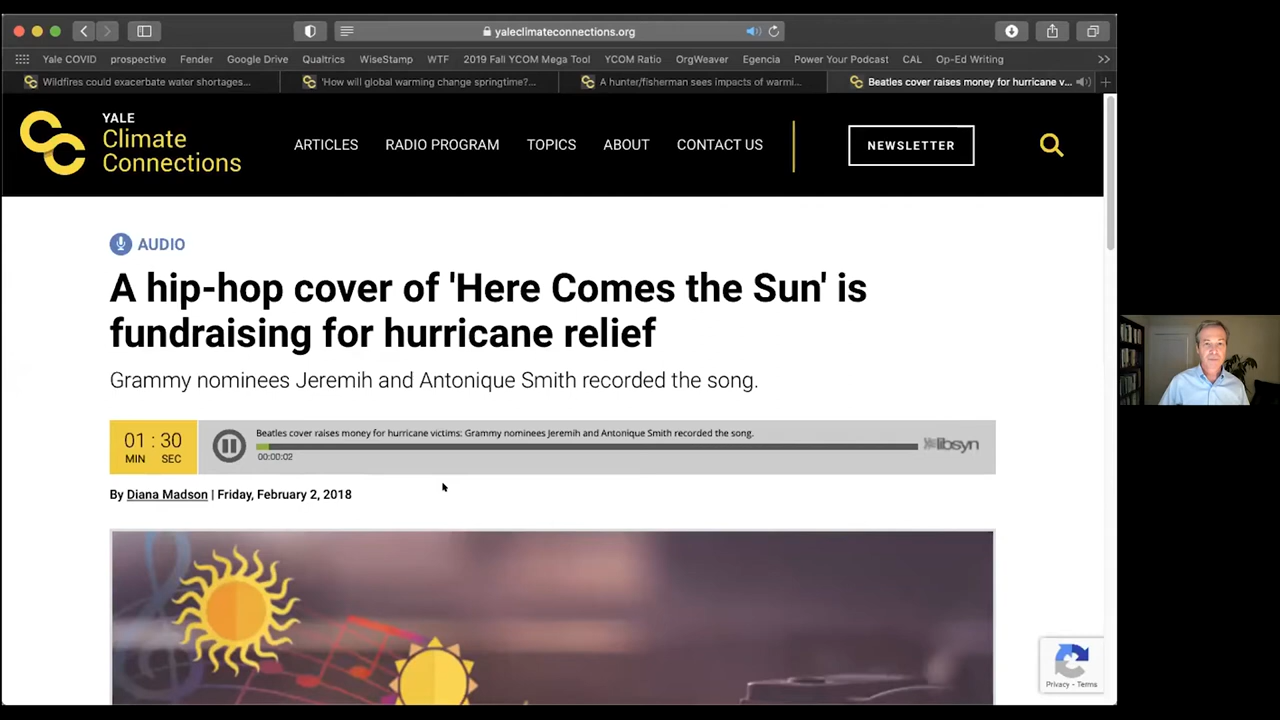 yaleclimateconnections.org
Yale COVID prospective Fender Google Drive Qualtrics WiseStamp WTF 2019 Fall YCOM Mega Tool YCOM Ratio OrgWeaver Egencia Power Your Podcast CAL Op-Ed Writing
Wildfires could exacerbate water shortages... 'How will global warming change springtime?... A hunter/fisherman sees impacts of warmi... Beatles cover raises money for hurricane v...
YALE
Climate
Connections
ARTICLES RADIO PROGRAM TOPICS ABOUT CONTACT US NEWSLETTER
AUDIO
A hip-hop cover of 'Here Comes the Sun' is
fundraising for hurricane relief
Grammy nominees Jeremih and Antonique Smith recorded the song.
01 : 30
MIN SEC
Beatles cover raises money for hurricane victims: Grammy nominees Jeremih and Antonique Smith recorded the song.
00:00:02
libsyn
By Diana Madson | Friday, February 2, 2018
Privacy - Terms